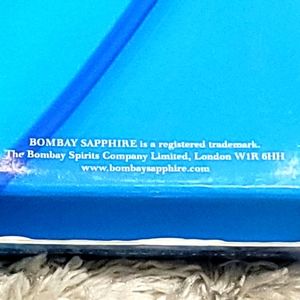 BOMBAY SAPPHIRE is a registered trademark.
The Bombay Spirits Company Limited, London W1R 6HH
www.bombaysapphire.com